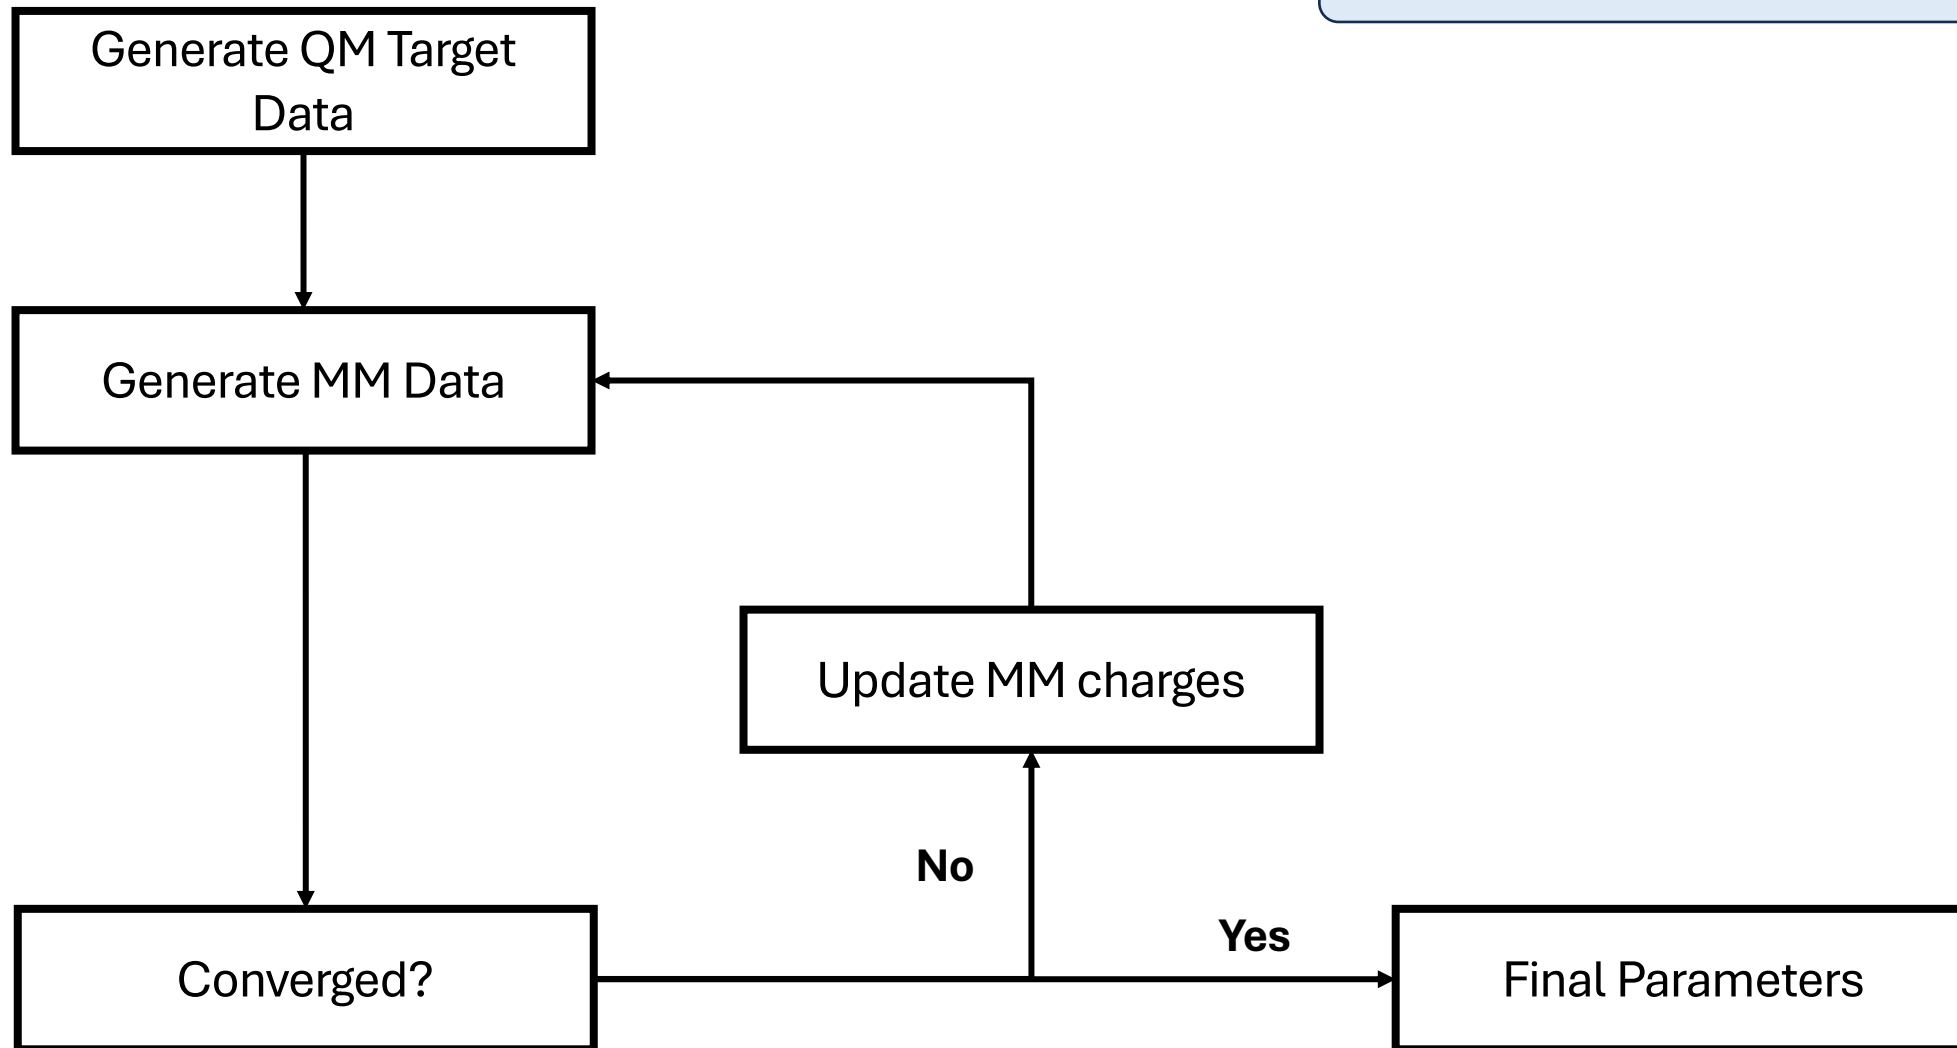 Generate QM Target
Data
Generate MM Data
Update MM charges
No
Yes
Converged?
Final Parameters